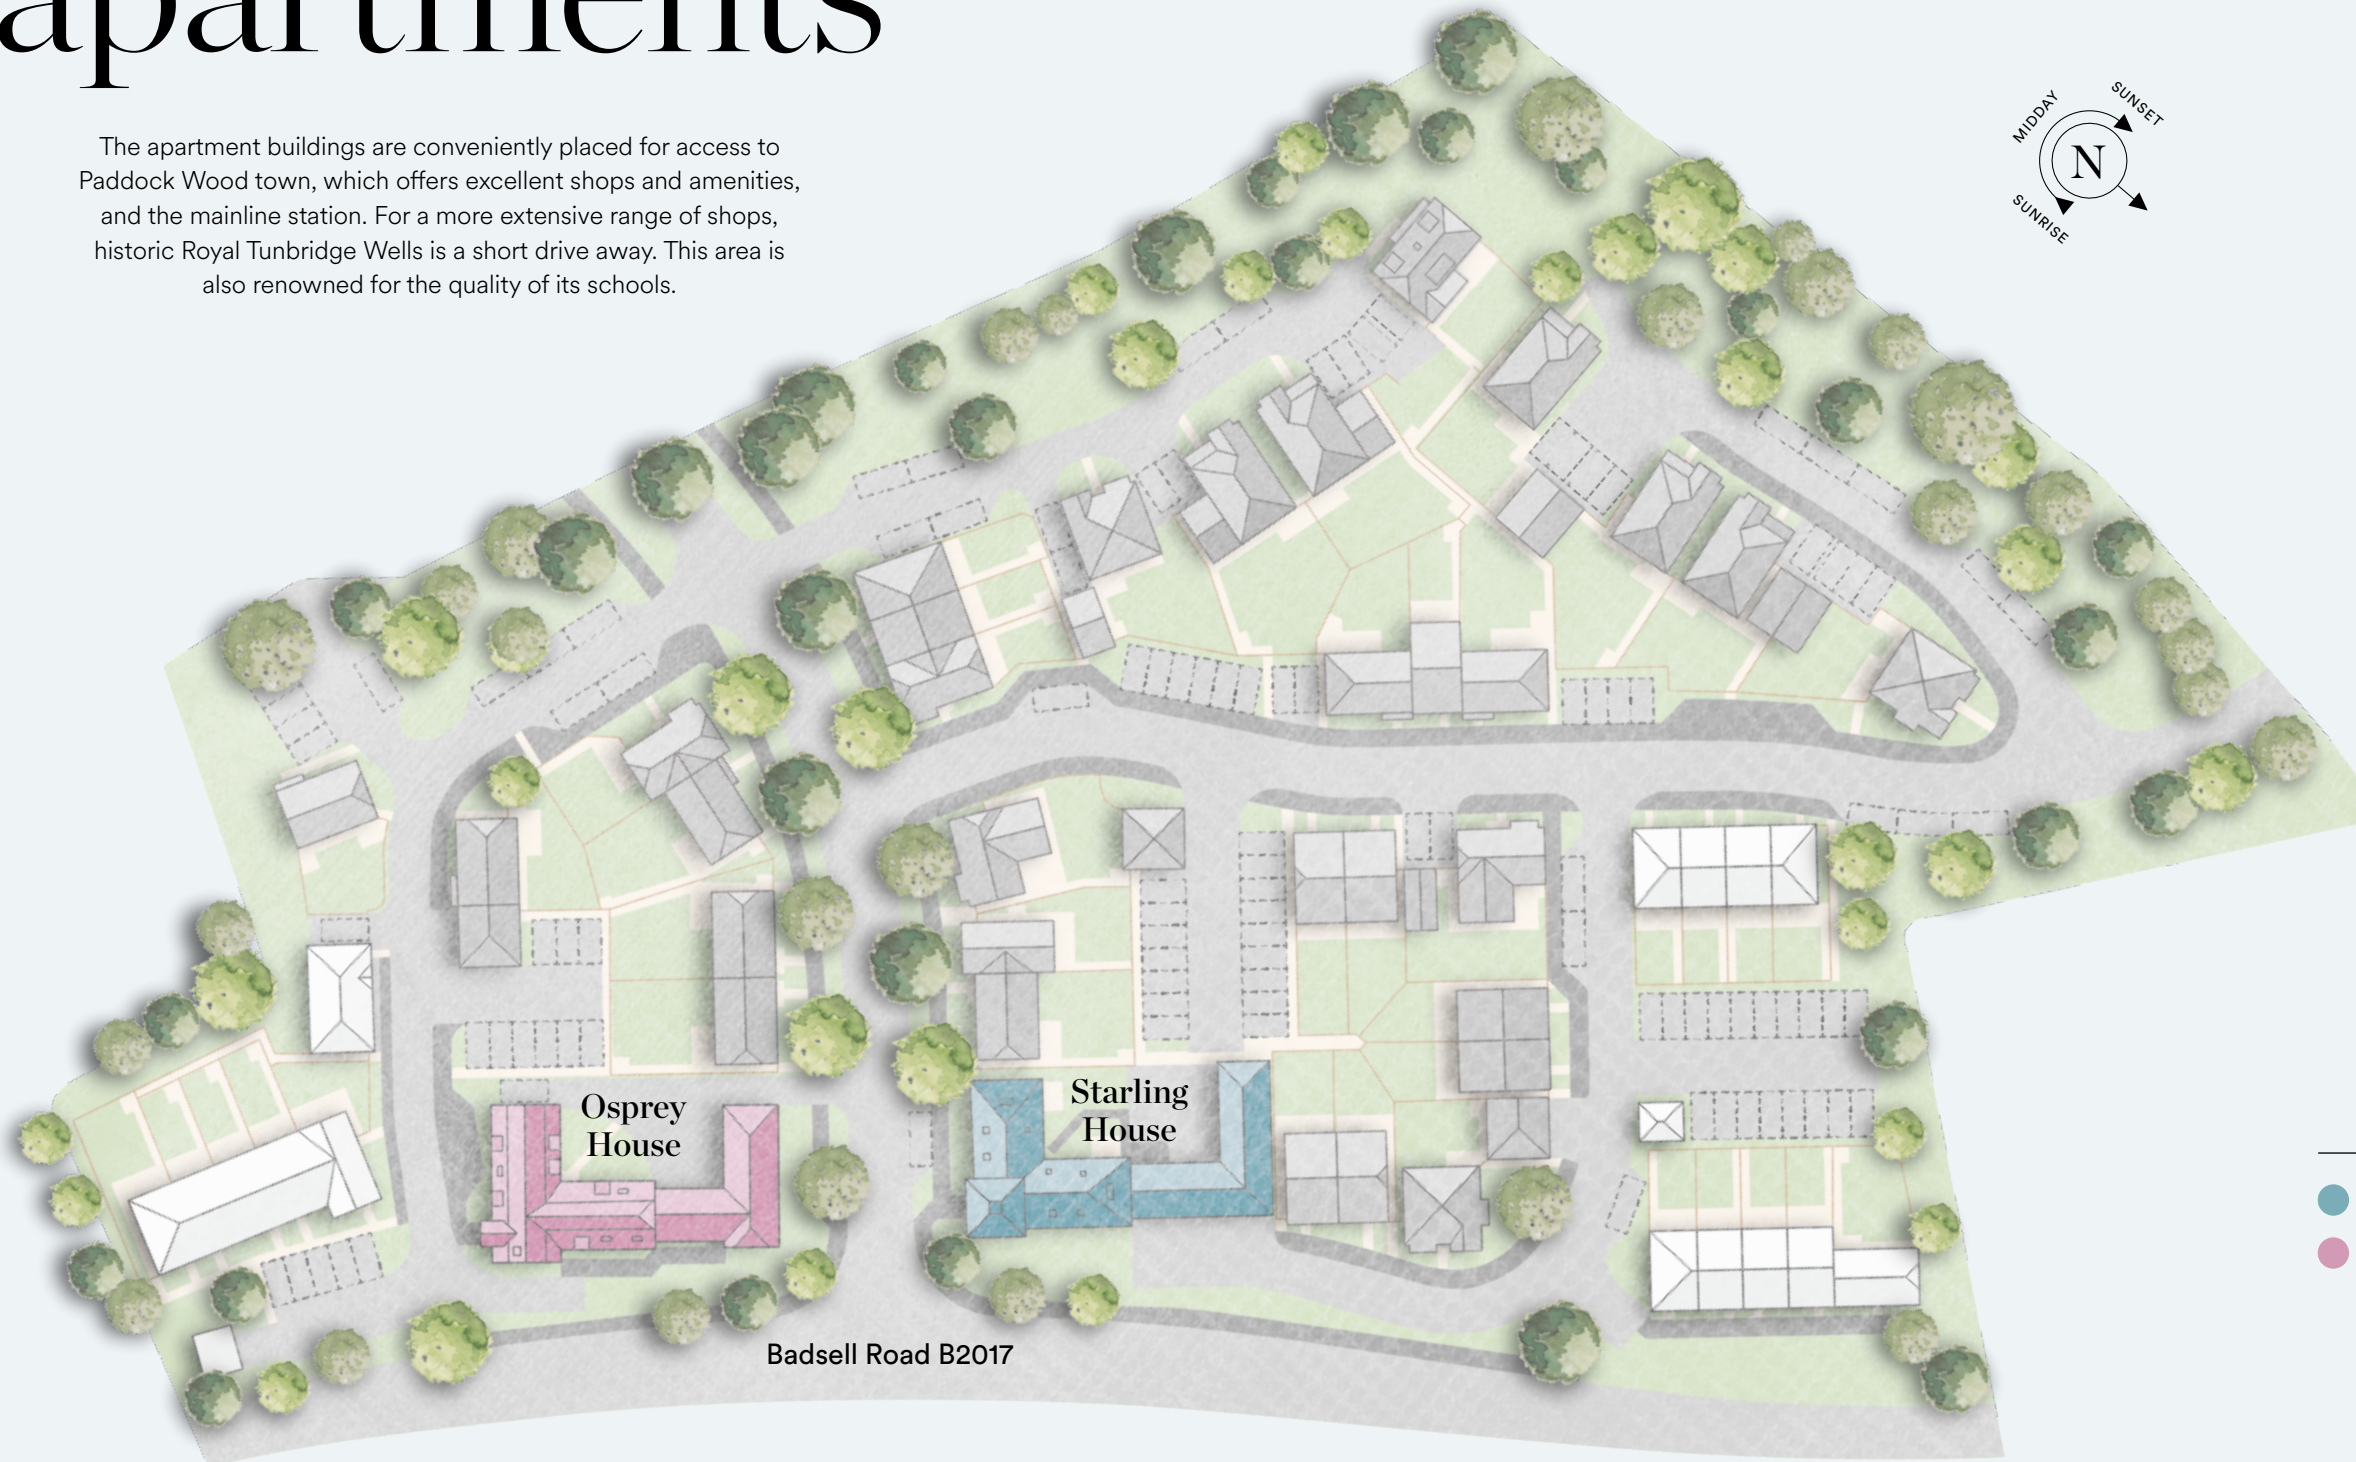 apartments
The apartment buildings are conveniently placed for access to
Paddock Wood town, which offers excellent shops and amenities,
and the mainline station. For a more extensive range of shops,
historic Royal Tunbridge Wells is a short drive away. This area is
also renowned for the quality of its schools.
MIDDAY
SUNSET
N
SUNRISE
Osprey
House
Starling
House
Badsell Road B2017